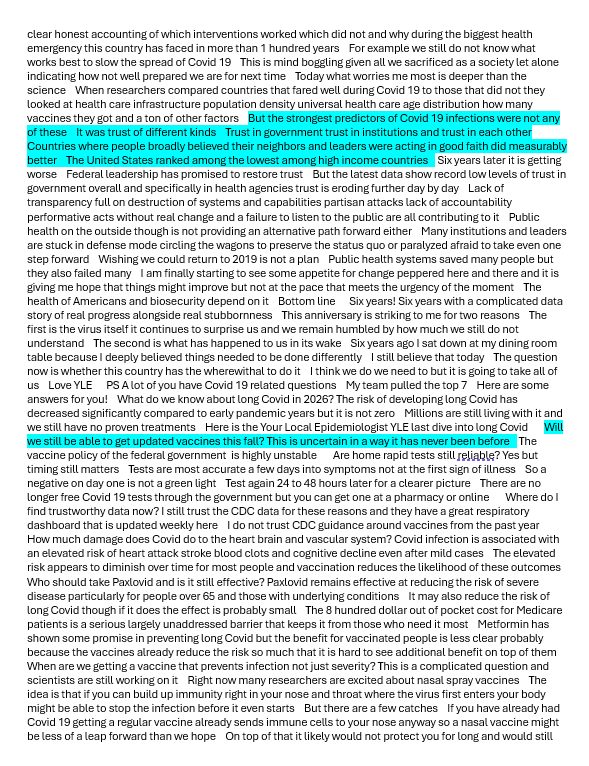 clear honest accounting of which interventions worked which did not and why during the biggest health
emergency this country has faced in more than 1 hundred years   For example we still do not know what
works best to slow the spread of Covid 19   This is mind boggling given all we sacrificed as a society let alone
indicating how not well prepared we are for next time   Today what worries me most is deeper than the
science   When researchers compared countries that fared well during Covid 19 to those that did not they
looked at health care infrastructure population density universal health care age distribution how many
vaccines they got and a ton of other factors   But the strongest predictors of Covid 19 infections were not any
of these   It was trust of different kinds   Trust in government trust in institutions and trust in each other
Countries where people broadly believed their neighbors and leaders were acting in good faith did measurably
better   The United States ranked among the lowest among high income countries   Six years later it is getting
worse   Federal leadership has promised to restore trust   But the latest data show record low levels of trust in
government overall and specifically in health agencies trust is eroding further day by day   Lack of
transparency full on destruction of systems and capabilities partisan attacks lack of accountability
performative acts without real change and a failure to listen to the public are all contributing to it   Public
health on the outside though is not providing an alternative path forward either   Many institutions and leaders
are stuck in defense mode circling the wagons to preserve the status quo or paralyzed afraid to take even one
step forward   Wishing we could return to 2019 is not a plan   Public health systems saved many people but
they also failed many   I am finally starting to see some appetite for change peppered here and there and it is
giving me hope that things might improve but not at the pace that meets the urgency of the moment   The
health of Americans and biosecurity depend on it   Bottom line   Six years! Six years with a complicated data
story of real progress alongside real stubbornness   This anniversary is striking to me for two reasons   The
first is the virus itself it continues to surprise us and we remain humbled by how much we still do not
understand   The second is what has happened to us in its wake   Six years ago I sat down at my dining room
table because I deeply believed things needed to be done differently   I still believe that today   The question
now is whether this country has the wherewithal to do it   I think we do we need to but it is going to take all of
us   Love YLE   PS A lot of you have Covid 19 related questions   My team pulled the top 7   Here are some
answers for you!   What do we know about long Covid in 2026? The risk of developing long Covid has
decreased significantly compared to early pandemic years but it is not zero   Millions are still living with it and
we still have no proven treatments   Here is the Your Local Epidemiologist YLE last dive into long Covid   Will
we still be able to get updated vaccines this fall? This is uncertain in a way it has never been before   The
vaccine policy of the federal government is highly unstable   Are home rapid tests still reliable? Yes but
timing still matters   Tests are most accurate a few days into symptoms not at the first sign of illness   So a
negative on day one is not a green light   Test again 24 to 48 hours later for a clearer picture   There are no
longer free Covid 19 tests through the government but you can get one at a pharmacy or online   Where do I
find trustworthy data now? I still trust the CDC data for these reasons and they have a great respiratory
dashboard that is updated weekly here   I do not trust CDC guidance around vaccines from the past year
How much damage does Covid do to the heart brain and vascular system? Covid infection is associated with
an elevated risk of heart attack stroke blood clots and cognitive decline even after mild cases   The elevated
risk appears to diminish over time for most people and vaccination reduces the likelihood of these outcomes
Who should take Paxlovid and is it still effective? Paxlovid remains effective at reducing the risk of severe
disease particularly for people over 65 and those with underlying conditions   It may also reduce the risk of
long Covid though if it does the effect is probably small   The 8 hundred dollar out of pocket cost for Medicare
patients is a serious largely unaddressed barrier that keeps it from those who need it most   Metformin has
shown some promise in preventing long Covid but the benefit for vaccinated people is less clear probably
because the vaccines already reduce the risk so much that it is hard to see additional benefit on top of them
When are we getting a vaccine that prevents infection not just severity? This is a complicated question and
scientists are still working on it   Right now many researchers are excited about nasal spray vaccines   The
idea is that if you can build up immunity right in your nose and throat where the virus first enters your body
might be able to stop the infection before it even starts   But there are a few catches   If you have already had
Covid 19 getting a regular vaccine already sends immune cells to your nose anyway so a nasal vaccine might
be less of a leap forward than we hope   On top of that it likely would not protect you for long and would still